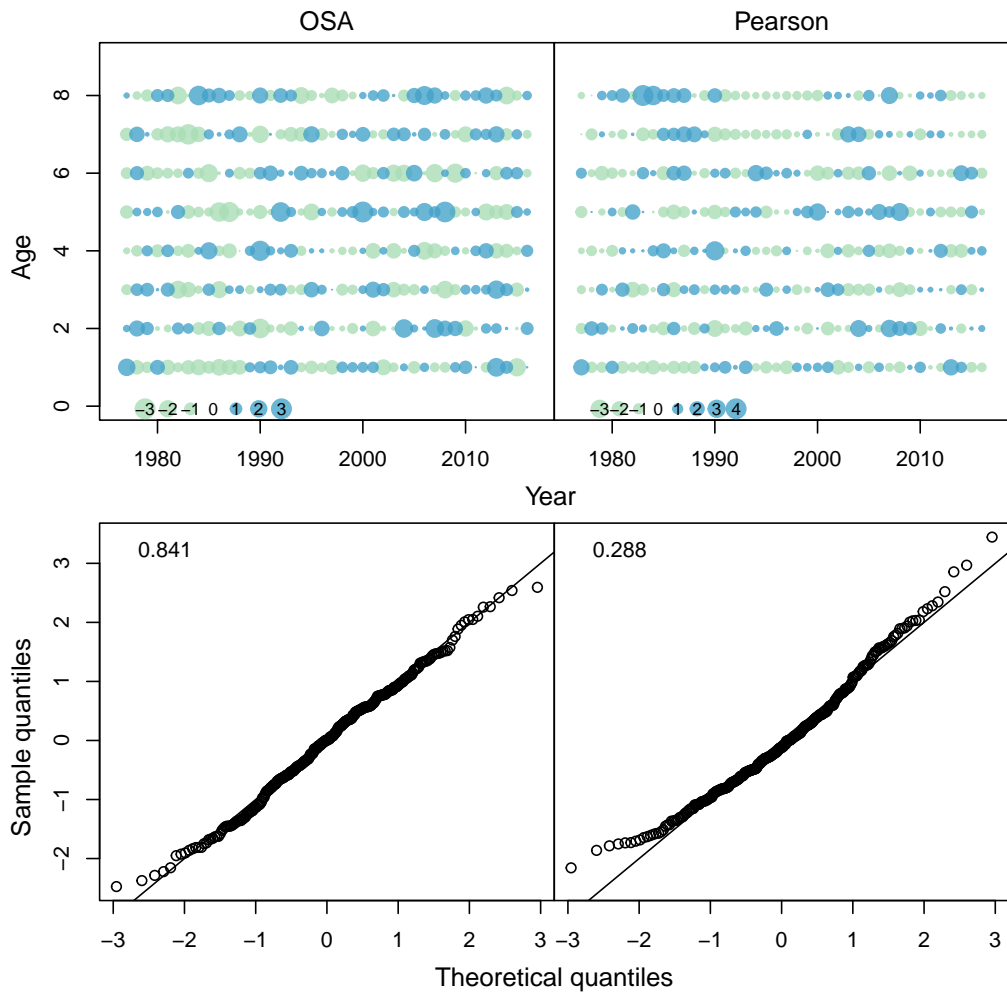 OSA Pearson
8
6
4
2
0
Age
−3 −2 −1 0 1 2 3 −3 −2 −1 0 1 2 3 4
1980 1990 2000 2010 1980 1990 2000 2010
Year
0.841 0.288
3
2
1
0
−1
−2
Sample quantiles
−3 −2 −1 0 1 2 3 −3 −2 −1 0 1 2 3
Theoretical quantiles